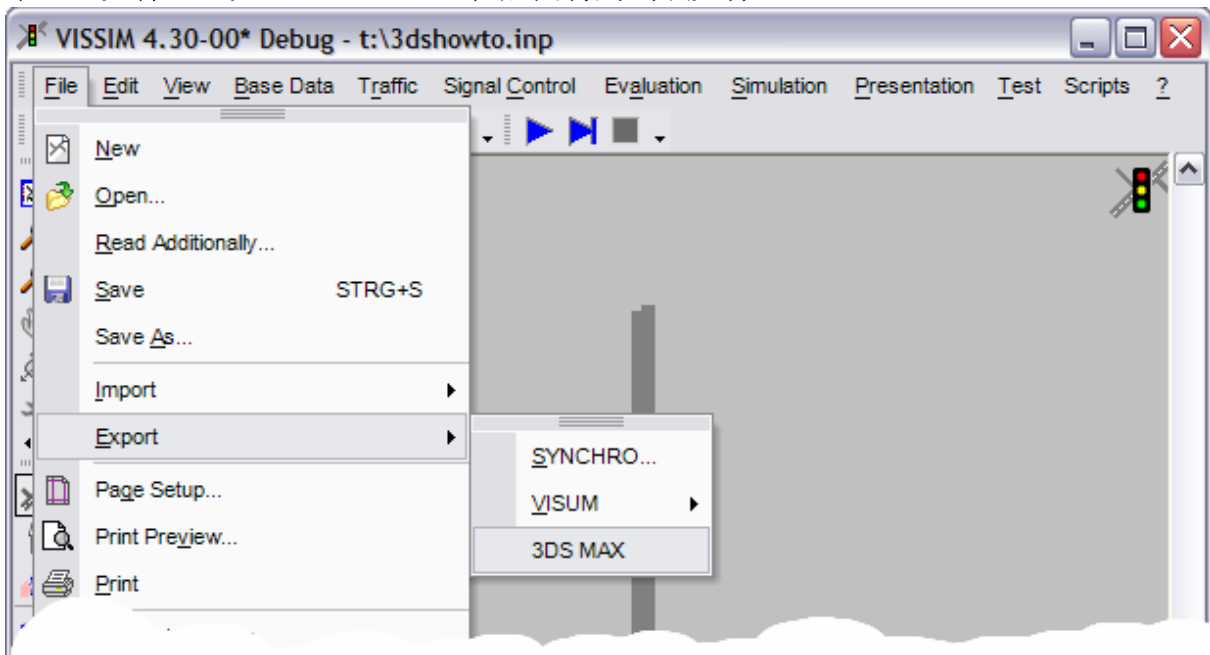 VISSIM 4.30-00* Debug - t:\3dshowto.inp
File Edit View Base Data Traffic Signal Control Evaluation Simulation Presentation Test Scripts ?
New
Open...
Read Additionally...
Save STRG+S
Save As...
Import
Export
SYNCHRO...
VISUM
3DS MAX
Page Setup...
Print Preview...
Print